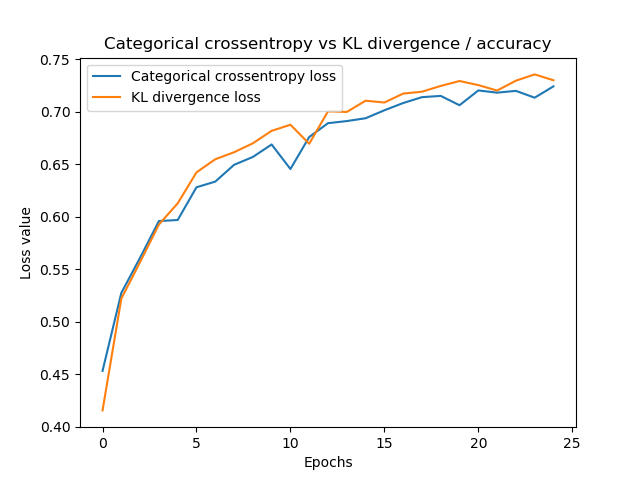 Categorical crossentropy vs KL divergence / accuracy
Categorical crossentropy loss
KL divergence loss
Loss value
0.75
0.70
0.65
0.60
0.55
0.50
0.45
0.40
0 5 10 15 20 25
Epochs